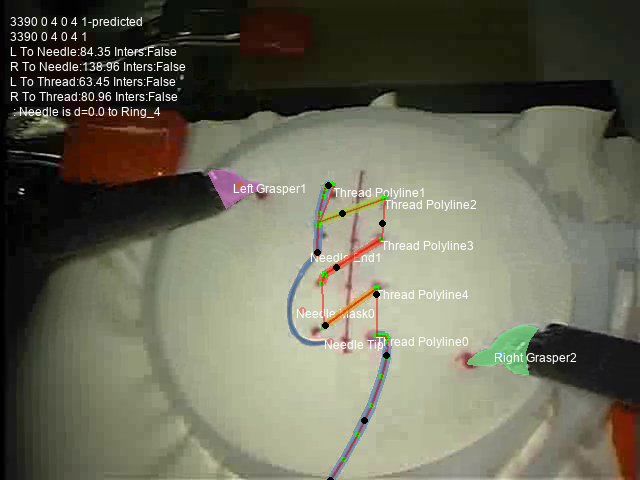 3390 0 4 0 4 1-predicted
3390 0 4 0 4 1
L To Needle:84.35 Inters:False
R To Needle:138.96 Inters:False
L To Thread:63.45 Inters:False
R To Thread:80.96 Inters:False
: Needle is d=0.0 to Ring_4
Left Grasper1
Thread Polyline1
Thread Polyline2
Thread Polyline3
Needle End1
Thread Polyline4
Needle Mask0
Needle Tip
Thread Polyline0
Right Grasper2